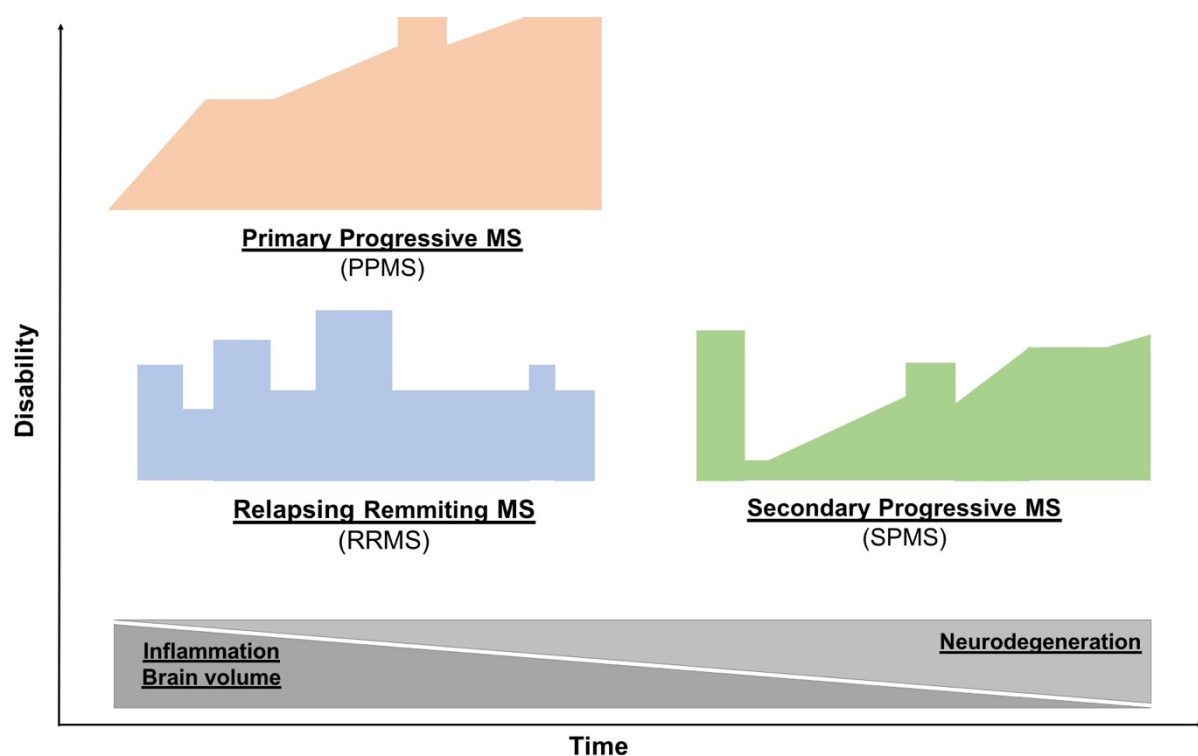 Primary Progressive MS
(PPMS)
Disability
Relapsing Remmiting MS
(RRMS)
Secondary Progressive MS
(SPMS)
Inflammation
Brain volume
Neurodegeneration
Time